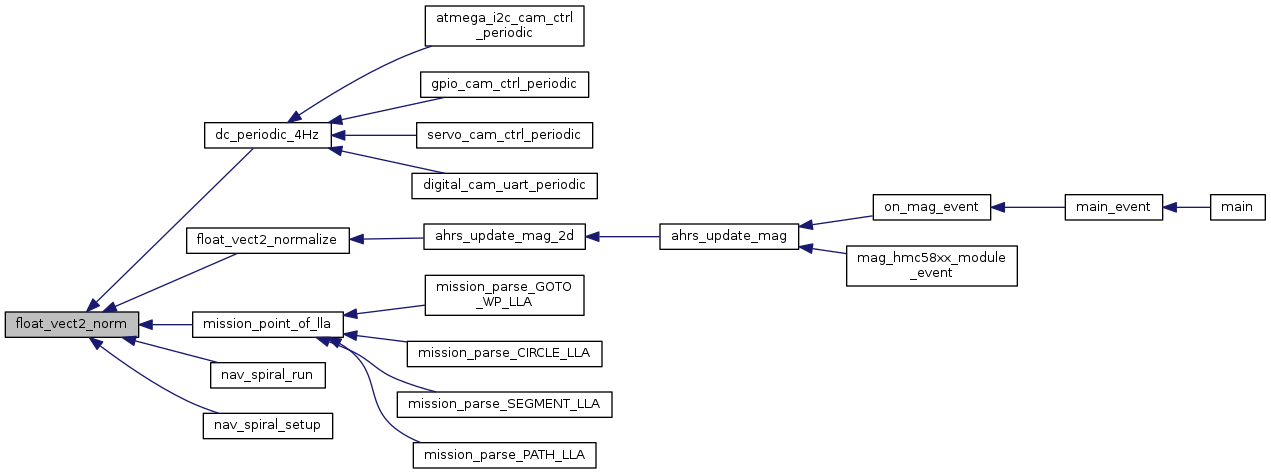 atmega_i2c_cam_ctrl
_periodic
gpio_cam_ctrl_periodic
dc_periodic_4Hz
servo_cam_ctrl_periodic
digital_cam_uart_periodic
on_mag_event
main_event
main
float_vect2_normalize
ahrs_update_mag_2d
ahrs_update_mag
mag_hmc58xx_module
_event
mission_parse_GOTO
_WP_LLA
float_vect2_norm
mission_point_of_lla
mission_parse_CIRCLE_LLA
nav_spiral_run
mission_parse_SEGMENT_LLA
nav_spiral_setup
mission_parse_PATH_LLA